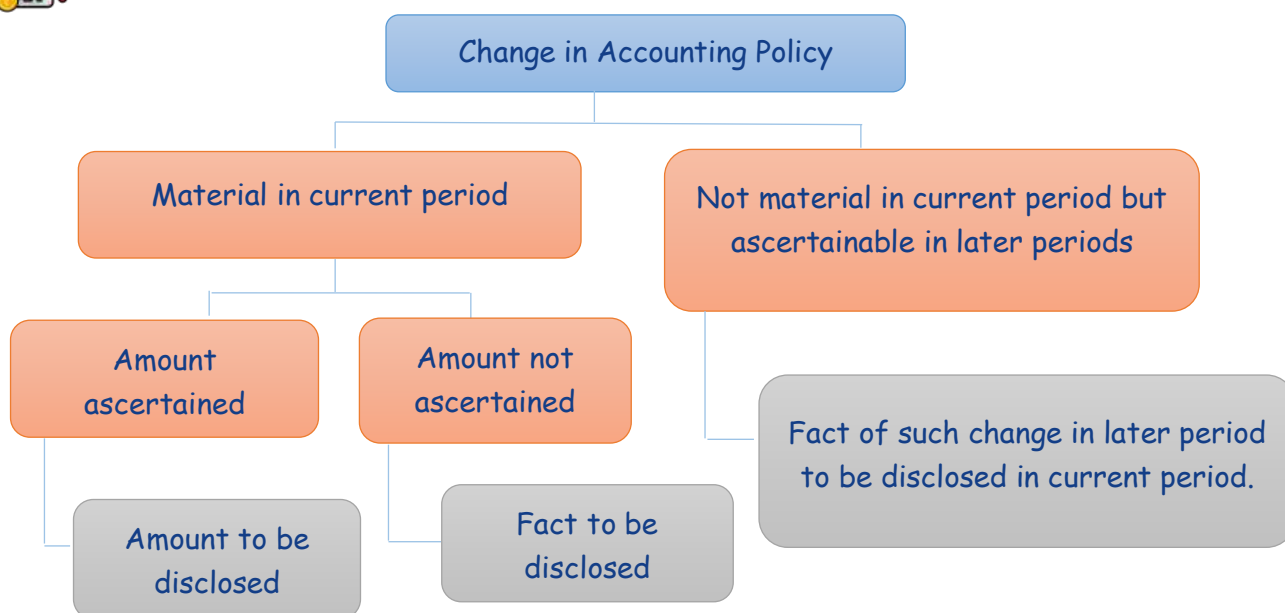 Change in Accounting Policy
Material in current period
Not material in current period but
ascertainable in later periods
Amount
ascertained
Amount not
ascertained
Fact of such change in later period
to be disclosed in current period.
Amount to be
disclosed
Fact to be
disclosed